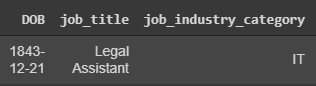 DOB job_title job_industry_category
1843-
12-21
Legal
Assistant
IT